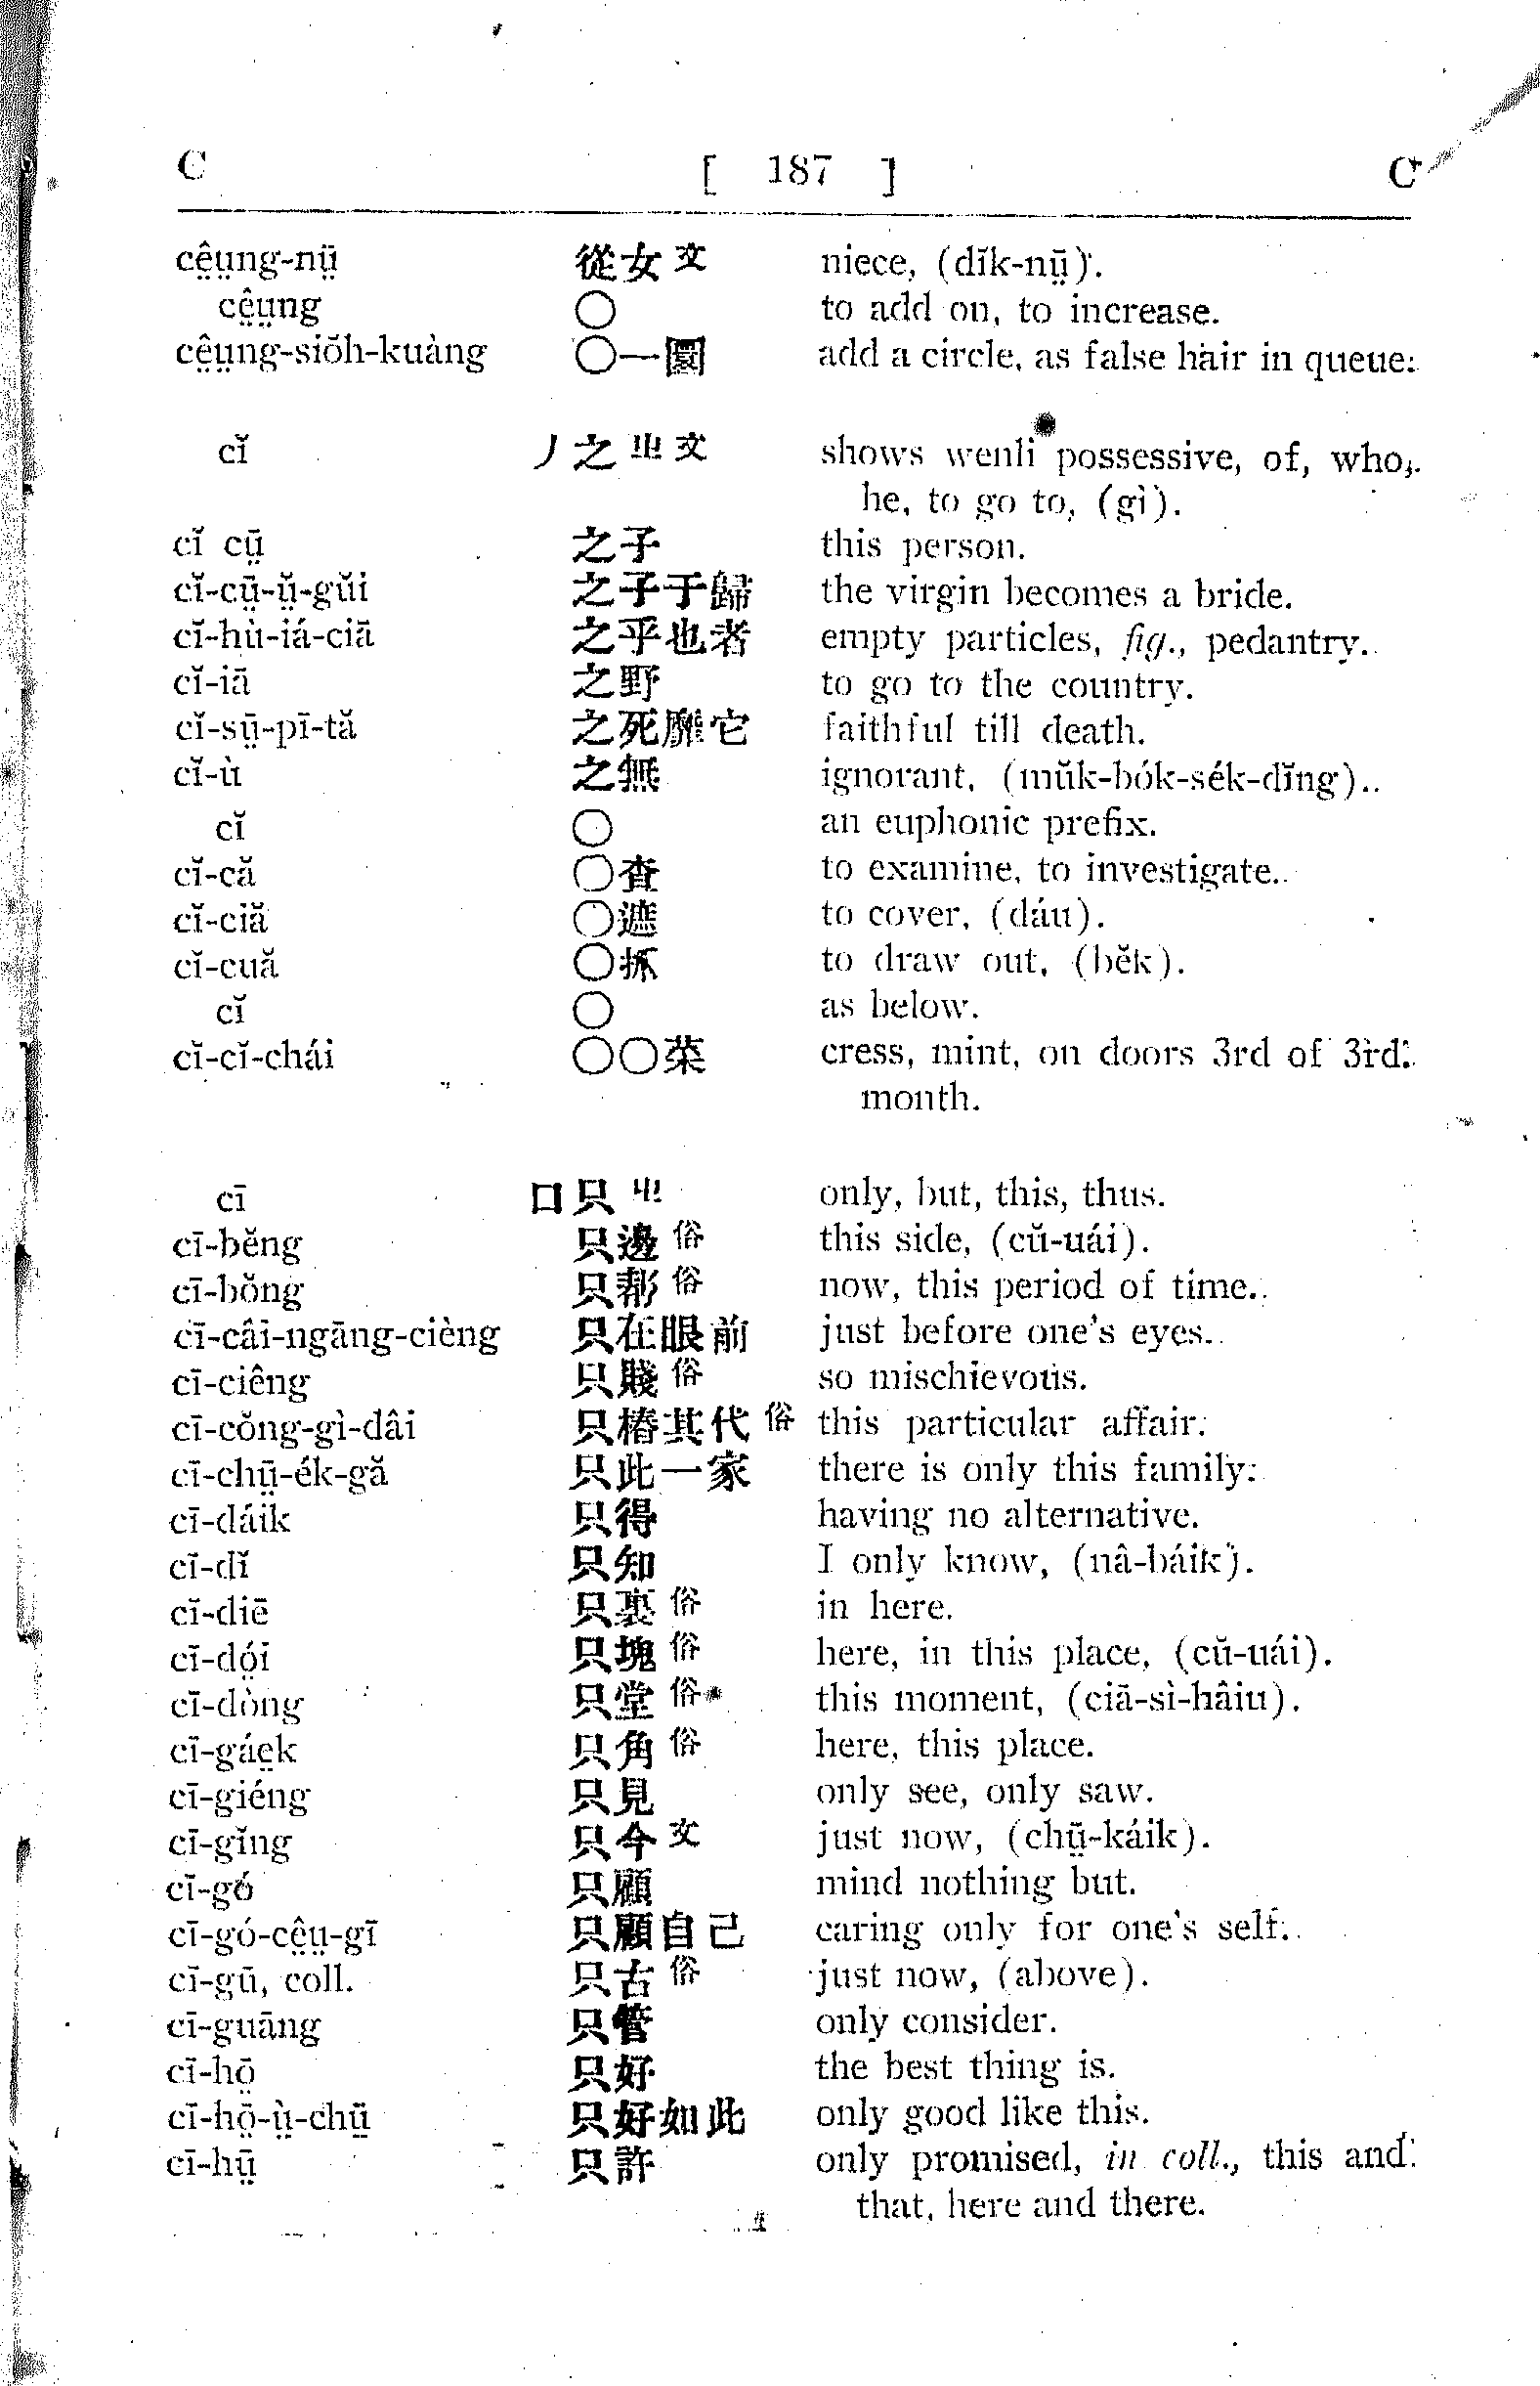 C [ 187 ] C
cê̤ṳng-nṳ̄ 從女文 niece, (dĭk-nṳ̄).
cê̤ṳng ○ to add on, to increase.
cê̤ṳng-siŏh-kuàng ○一圜 add a circle, as false hair in queue.
cĭ 丿之㞢文 shows wenli possessive, of, who,
he, to go to, (gì).
cĭ cṳ̄ 之子 this person.
cĭ-cṳ̄-ṳ̆-gŭi 之子于歸 the virgin becomes a bride.
cĭ-hù-iá-ciā 之乎也者 empty particles, fig., pedantry.
cĭ-iā 之野 to go to the country.
cĭ-sṳ̄-pī-tă 之死靡它 faithful till death.
cĭ-ù 之無 ignorant, (mŭk-bók-sék-dĭng).
cĭ ○ an euphonic prefix.
cĭ-că ○查 to examine, to investigate.
cĭ-ciă ○遮 to cover, (dáu).
cĭ-cuă ○抓 to draw out, (bĕk).
cĭ ○ as below.
cĭ-cĭ-chái ○○菜 cress, mint, on doors 3rd of 3rd
month.
cī 口只 only, but, this, thus.
cī-bĕng 只邊俗 this side, (cŭ-uái).
cī-bŏng 只幫俗 now, this period of time.
cī-câi-ngāng-cièng 只在眼前 just before one's eyes.
cī-ciêng 只賤俗 so mischievous.
cī-cŏng-gì-dâi 只樁其代俗 this particular affair.
cī-chṳ̄-ék-gă 只此一家 there is only this family.
cī-dáik 只得 having no alternative.
cī-dĭ 只知 I only know, (nâ-báik).
cī-diē 只裏俗 in here.
cī-dó̤i 只塊俗 here, in this place, (cŭ-uái).
cī-dòng 只堂俗 this moment, (ciā-sì-hâiu).
cī-gáe̤k 只角俗 here, this place.
cī-giéng 只見 only see, only saw.
cī-gĭng 只今文 just now, (chṳ̄-káik).
cī-gó 只顧 mind nothing but.
cī-gó-cê̤ṳ-gī 只顧自己 caring only for one's self.
cī-gū, coll. 只古俗 just now, (above).
cī-guāng 只管 only consider.
cī-hō̤ 只好 the best thing is.
cī-hō̤-ṳ̀-chṳ̄ 只好如此 only good like this.
cī-hṳ̄ 只許 only promised, in coll., this and
that, here and there.